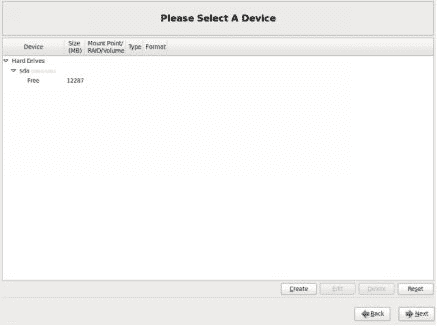 Please Select A Device
Device
Size (MB)
Mount Point/ RAID/Volume
Type
Format
Hard Drives
sda
Free 12287
Create Edit Delete Reset
Back Next